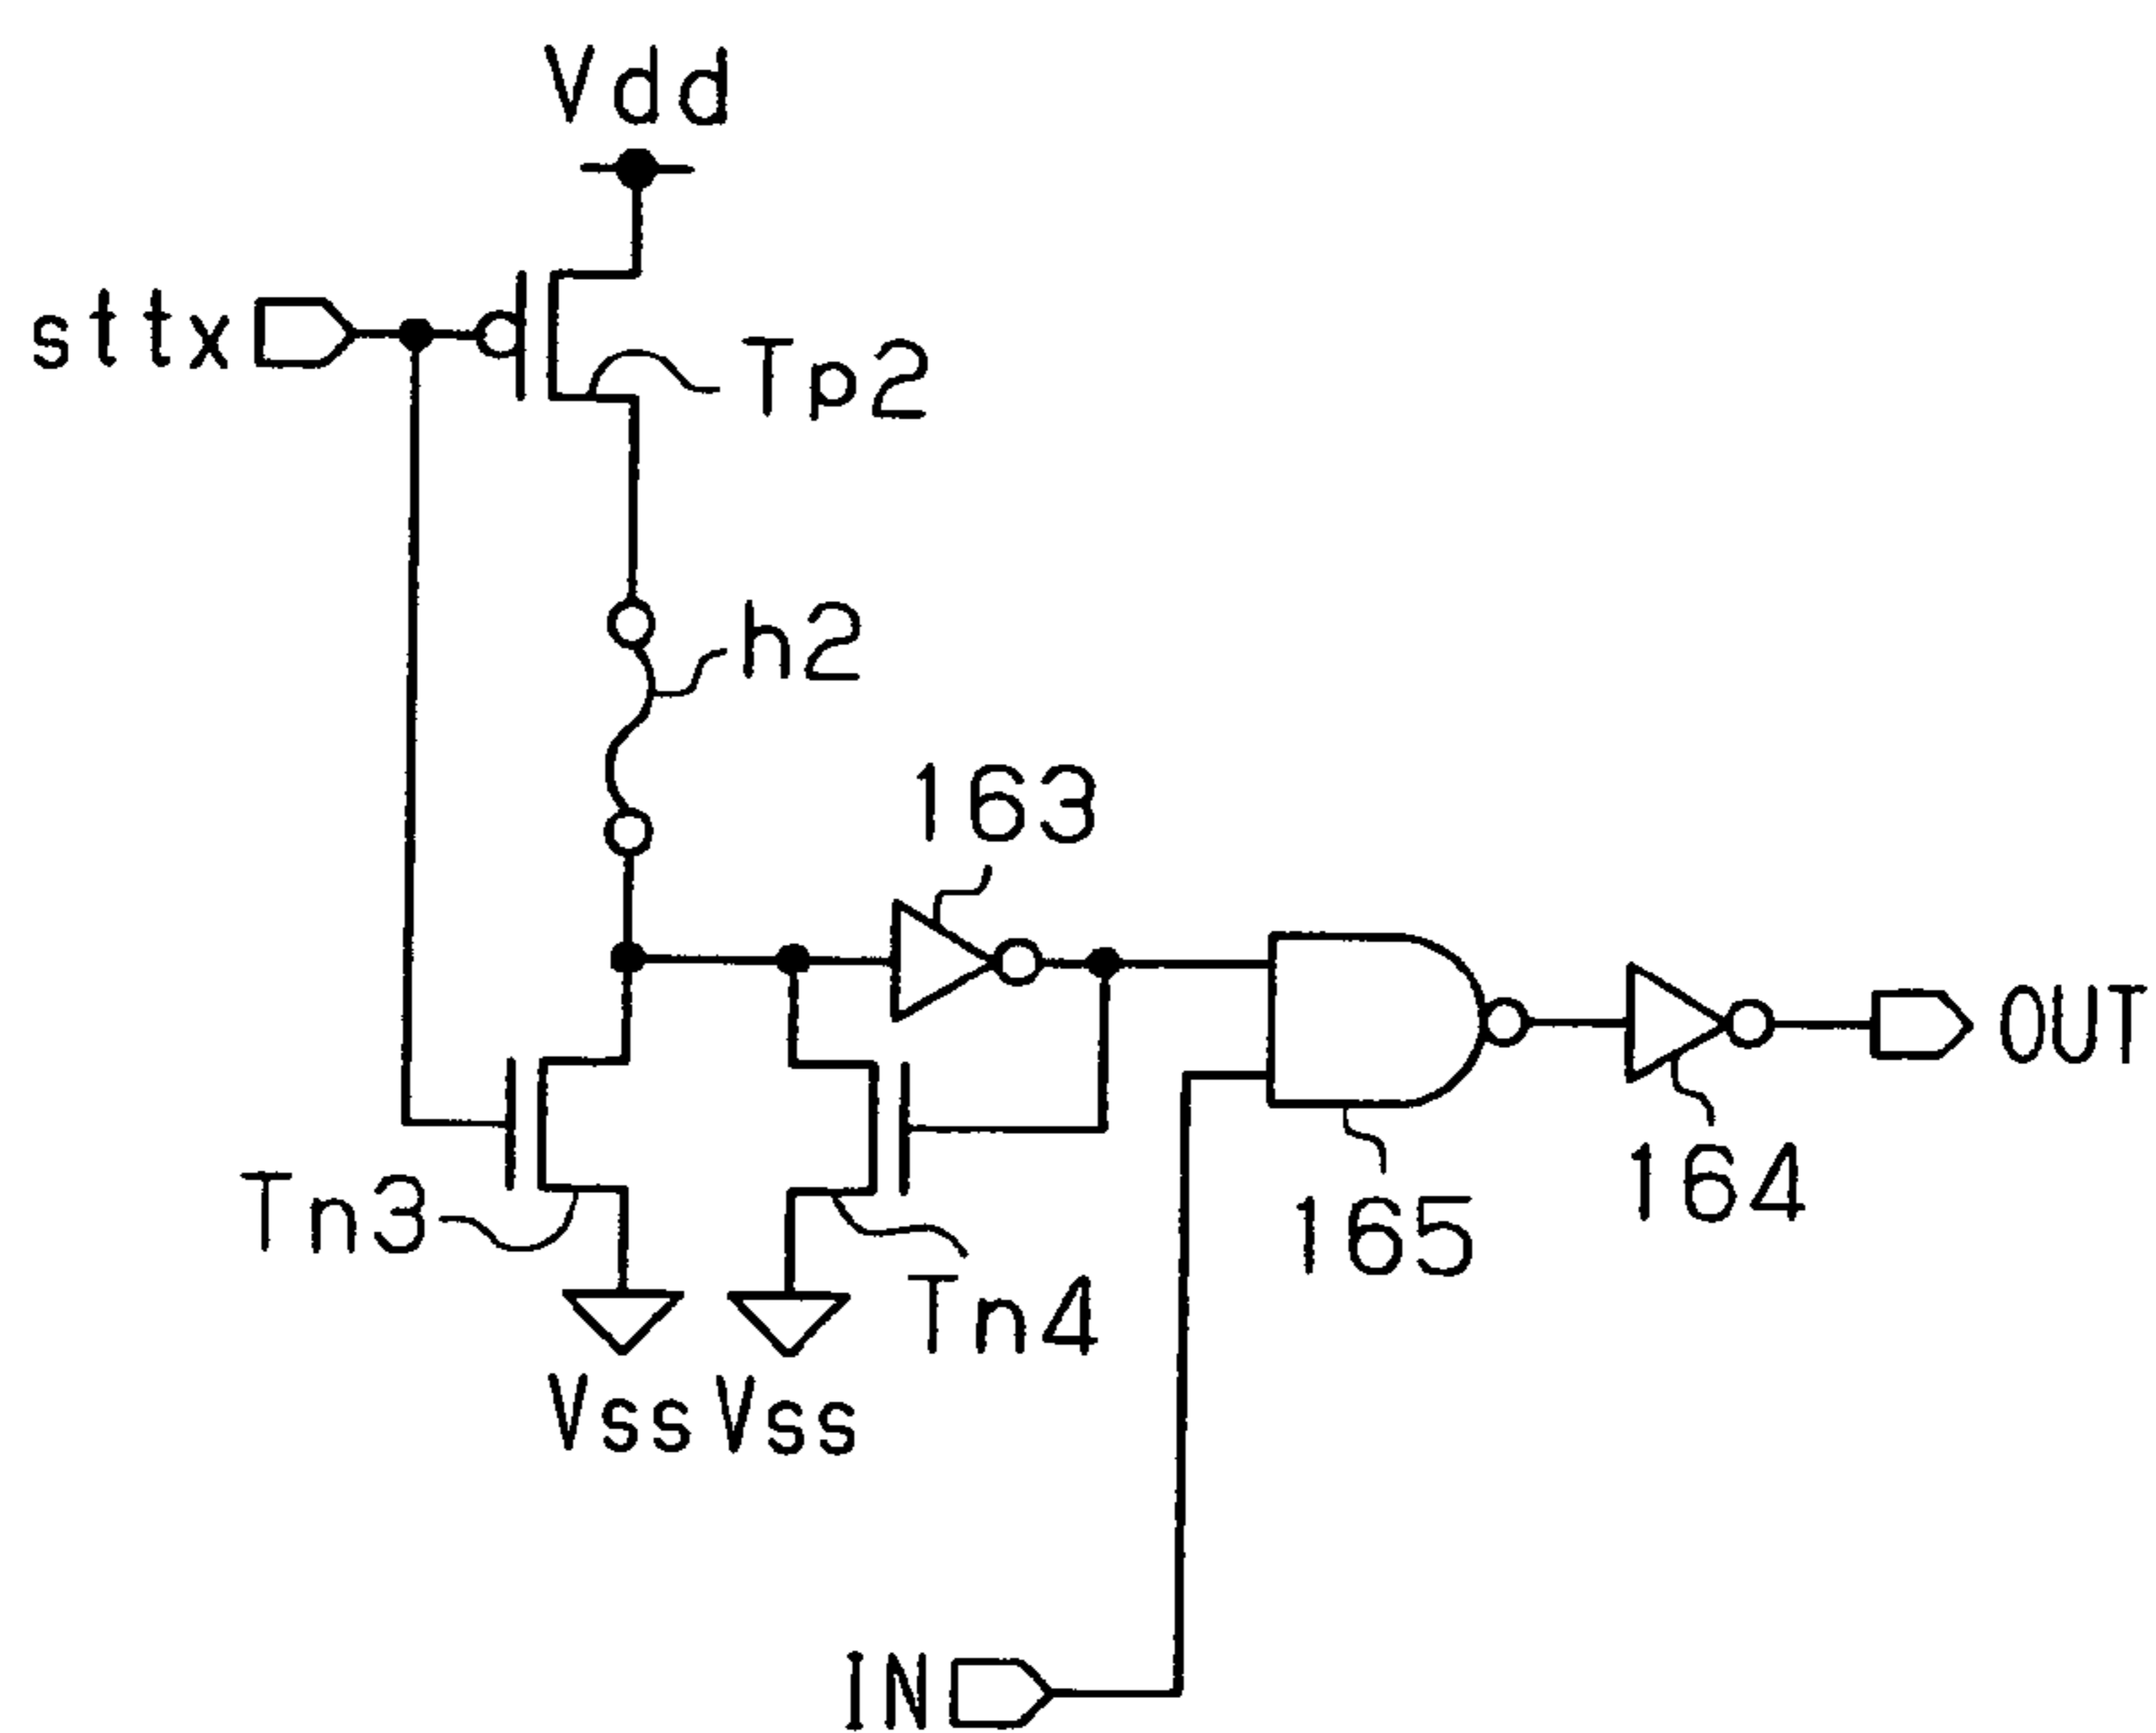 Vdd
sttx
Tp2
h2
163
OUT
164
Tn3
165
Tn4
Vss Vss
IN